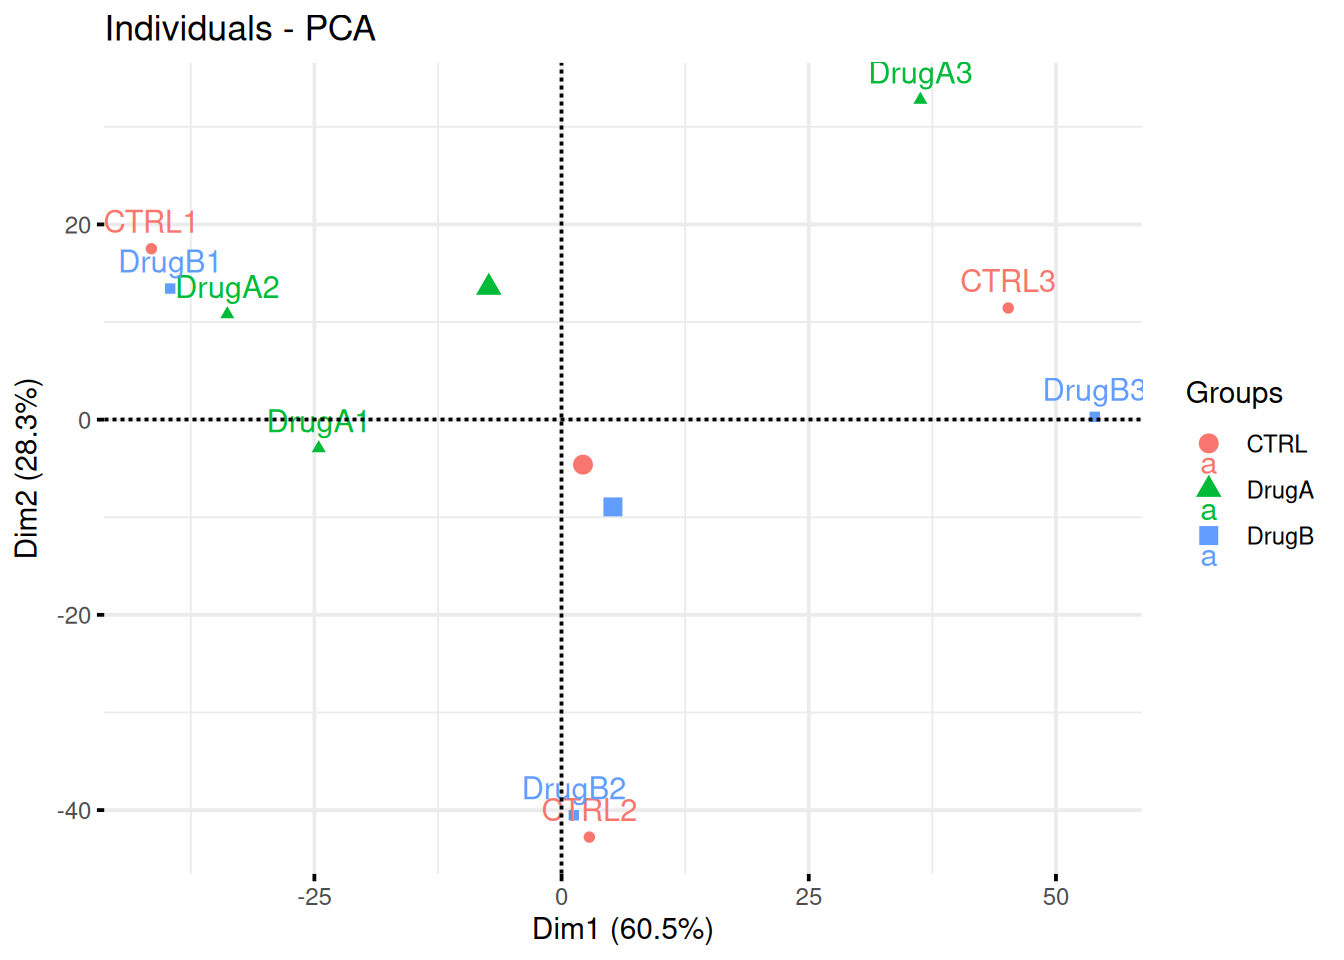 Individuals - PCA
DrugA3
CTRL1
DrugB1
DrugA2
CTRL3
DrugB3
DrugA1
DrugB2
CTRL2
20
0
-20
-40
-25
0
25
50
Dim1 (60.5%)
Dim2 (28.3%)
Groups
a CTRL
a DrugA
a DrugB